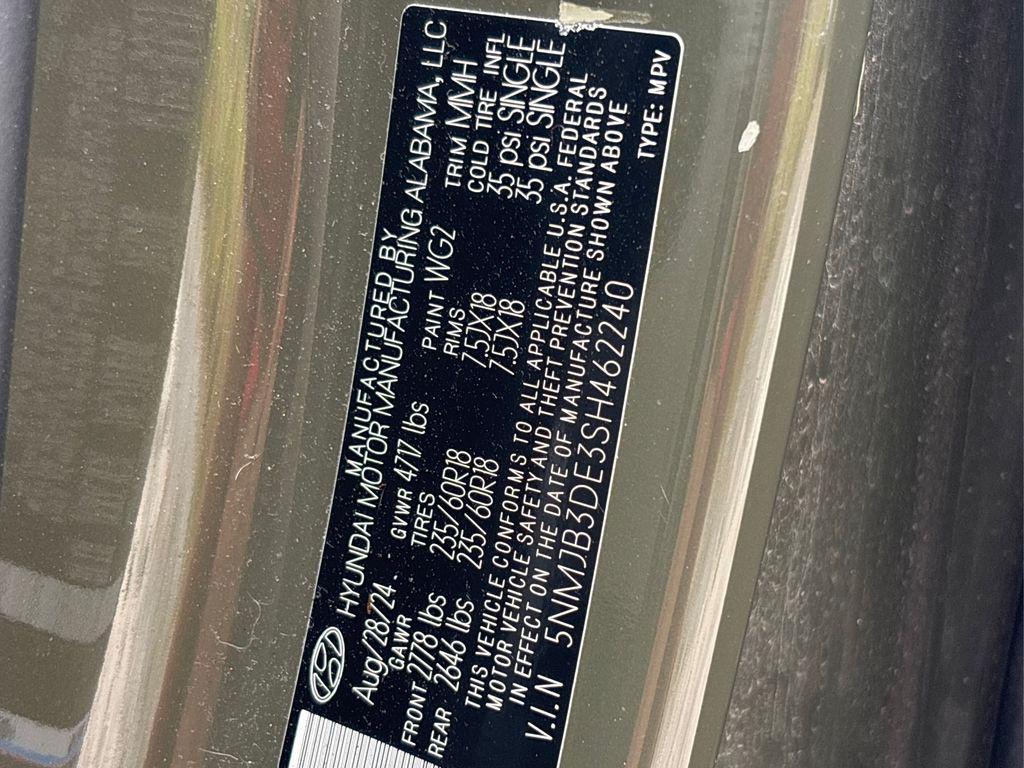 MANUFACTURED BY
HYUNDAI MOTOR MANUFACTURING ALABAMA, LLC
Aug/28/24 GVWR 4717 lbs PAINT WG2 TRIM MMH
GAWR TIRES RIMS COLD TIRE INFL
FRONT 2778 lbs 235/60R18 7.5JX18 35 psi SINGLE
REAR 2646 lbs 235/60R18 7.5JX18 35 psi SINGLE
THIS VEHICLE CONFORMS TO ALL APPLICABLE U.S.A. FEDERAL
MOTOR VEHICLE SAFETY AND THEFT PREVENTION STANDARDS
IN EFFECT ON THE DATE OF MANUFACTURE SHOWN ABOVE
V.I.N 5NMJB3DE3SH462240 TYPE: MPV